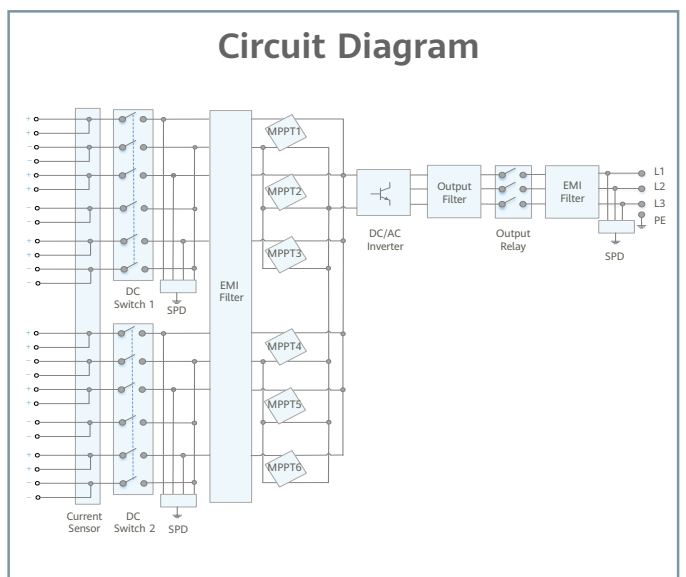 Circuit Diagram
+
+
−
−
+
+
−
−
+
+
−
−
DC
Switch 1
SPD
EMI
Filter
MPPT1
MPPT2
MPPT3
DC/AC
Inverter
Output
Filter
Output
Relay
EMI
Filter
L1
L2
L3
PE
SPD
+
+
−
−
+
+
−
−
+
+
−
−
Current
Sensor
DC
Switch 2
SPD
MPPT4
MPPT5
MPPT6